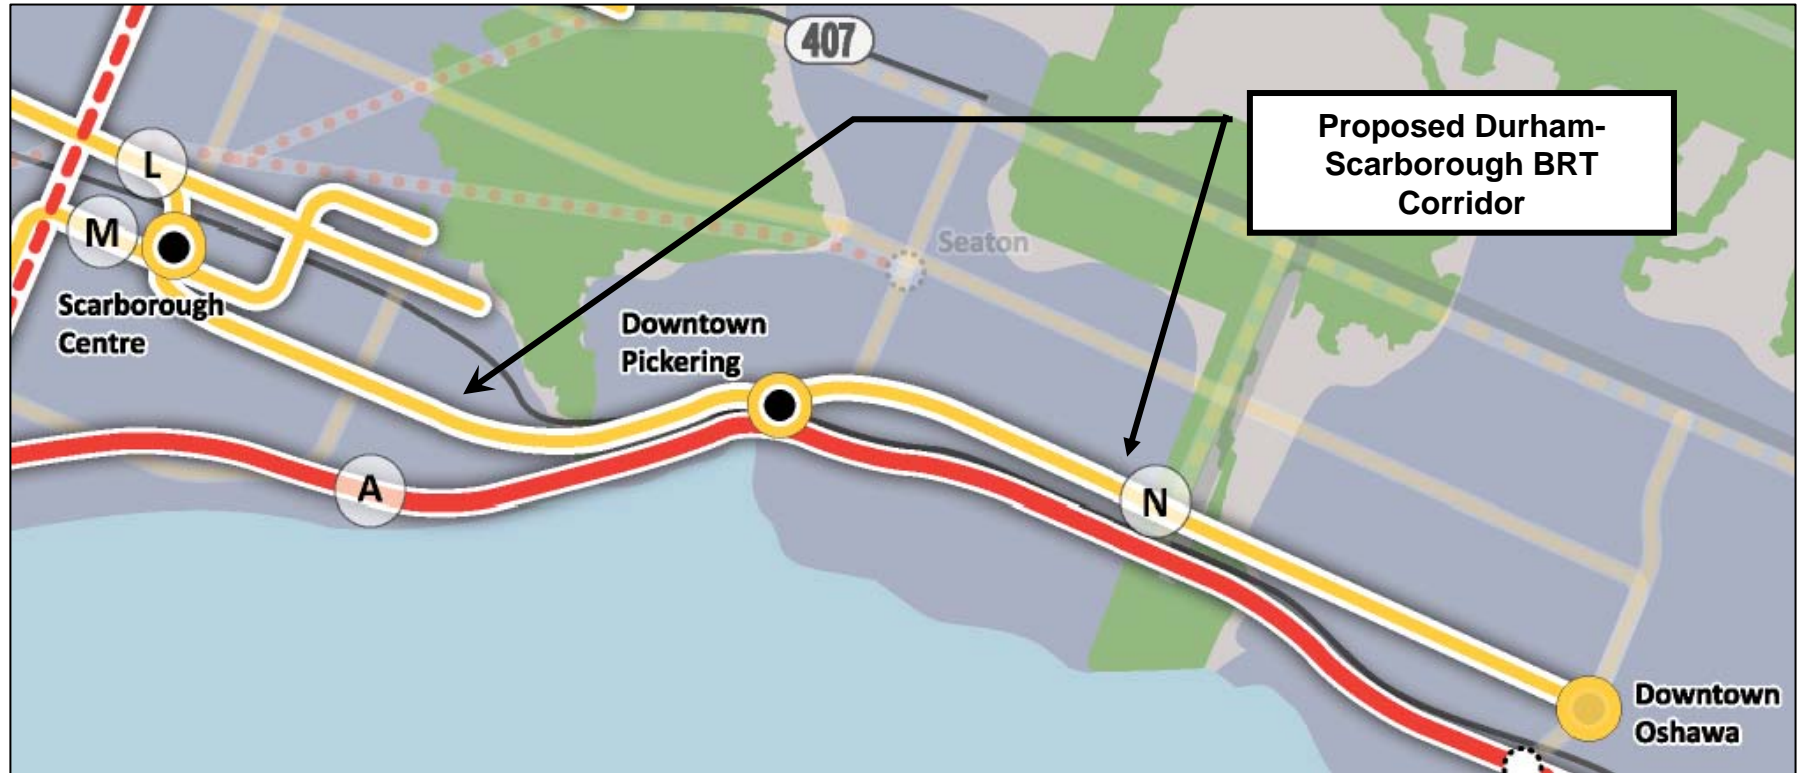 407
Proposed Durham-
Scarborough BRT
Corridor
L
M
Seaton
Scarborough
Centre
Downtown
Pickering
A
N
Downtown
Oshawa